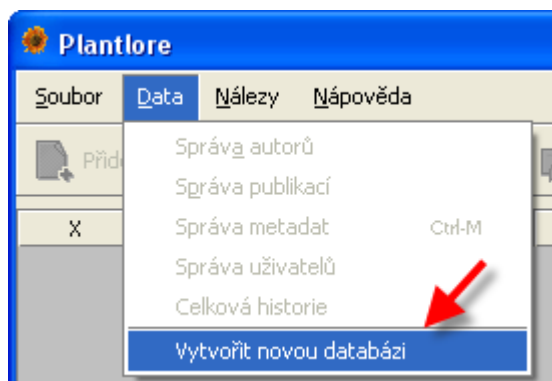 Plantlore
Soubor Data Nálezy Nápověda
Správa autorů
Správa publikací
Správa metadat Ctrl-M
Správa uživatelů
Celková historie
Vytvořit novou databázi
X